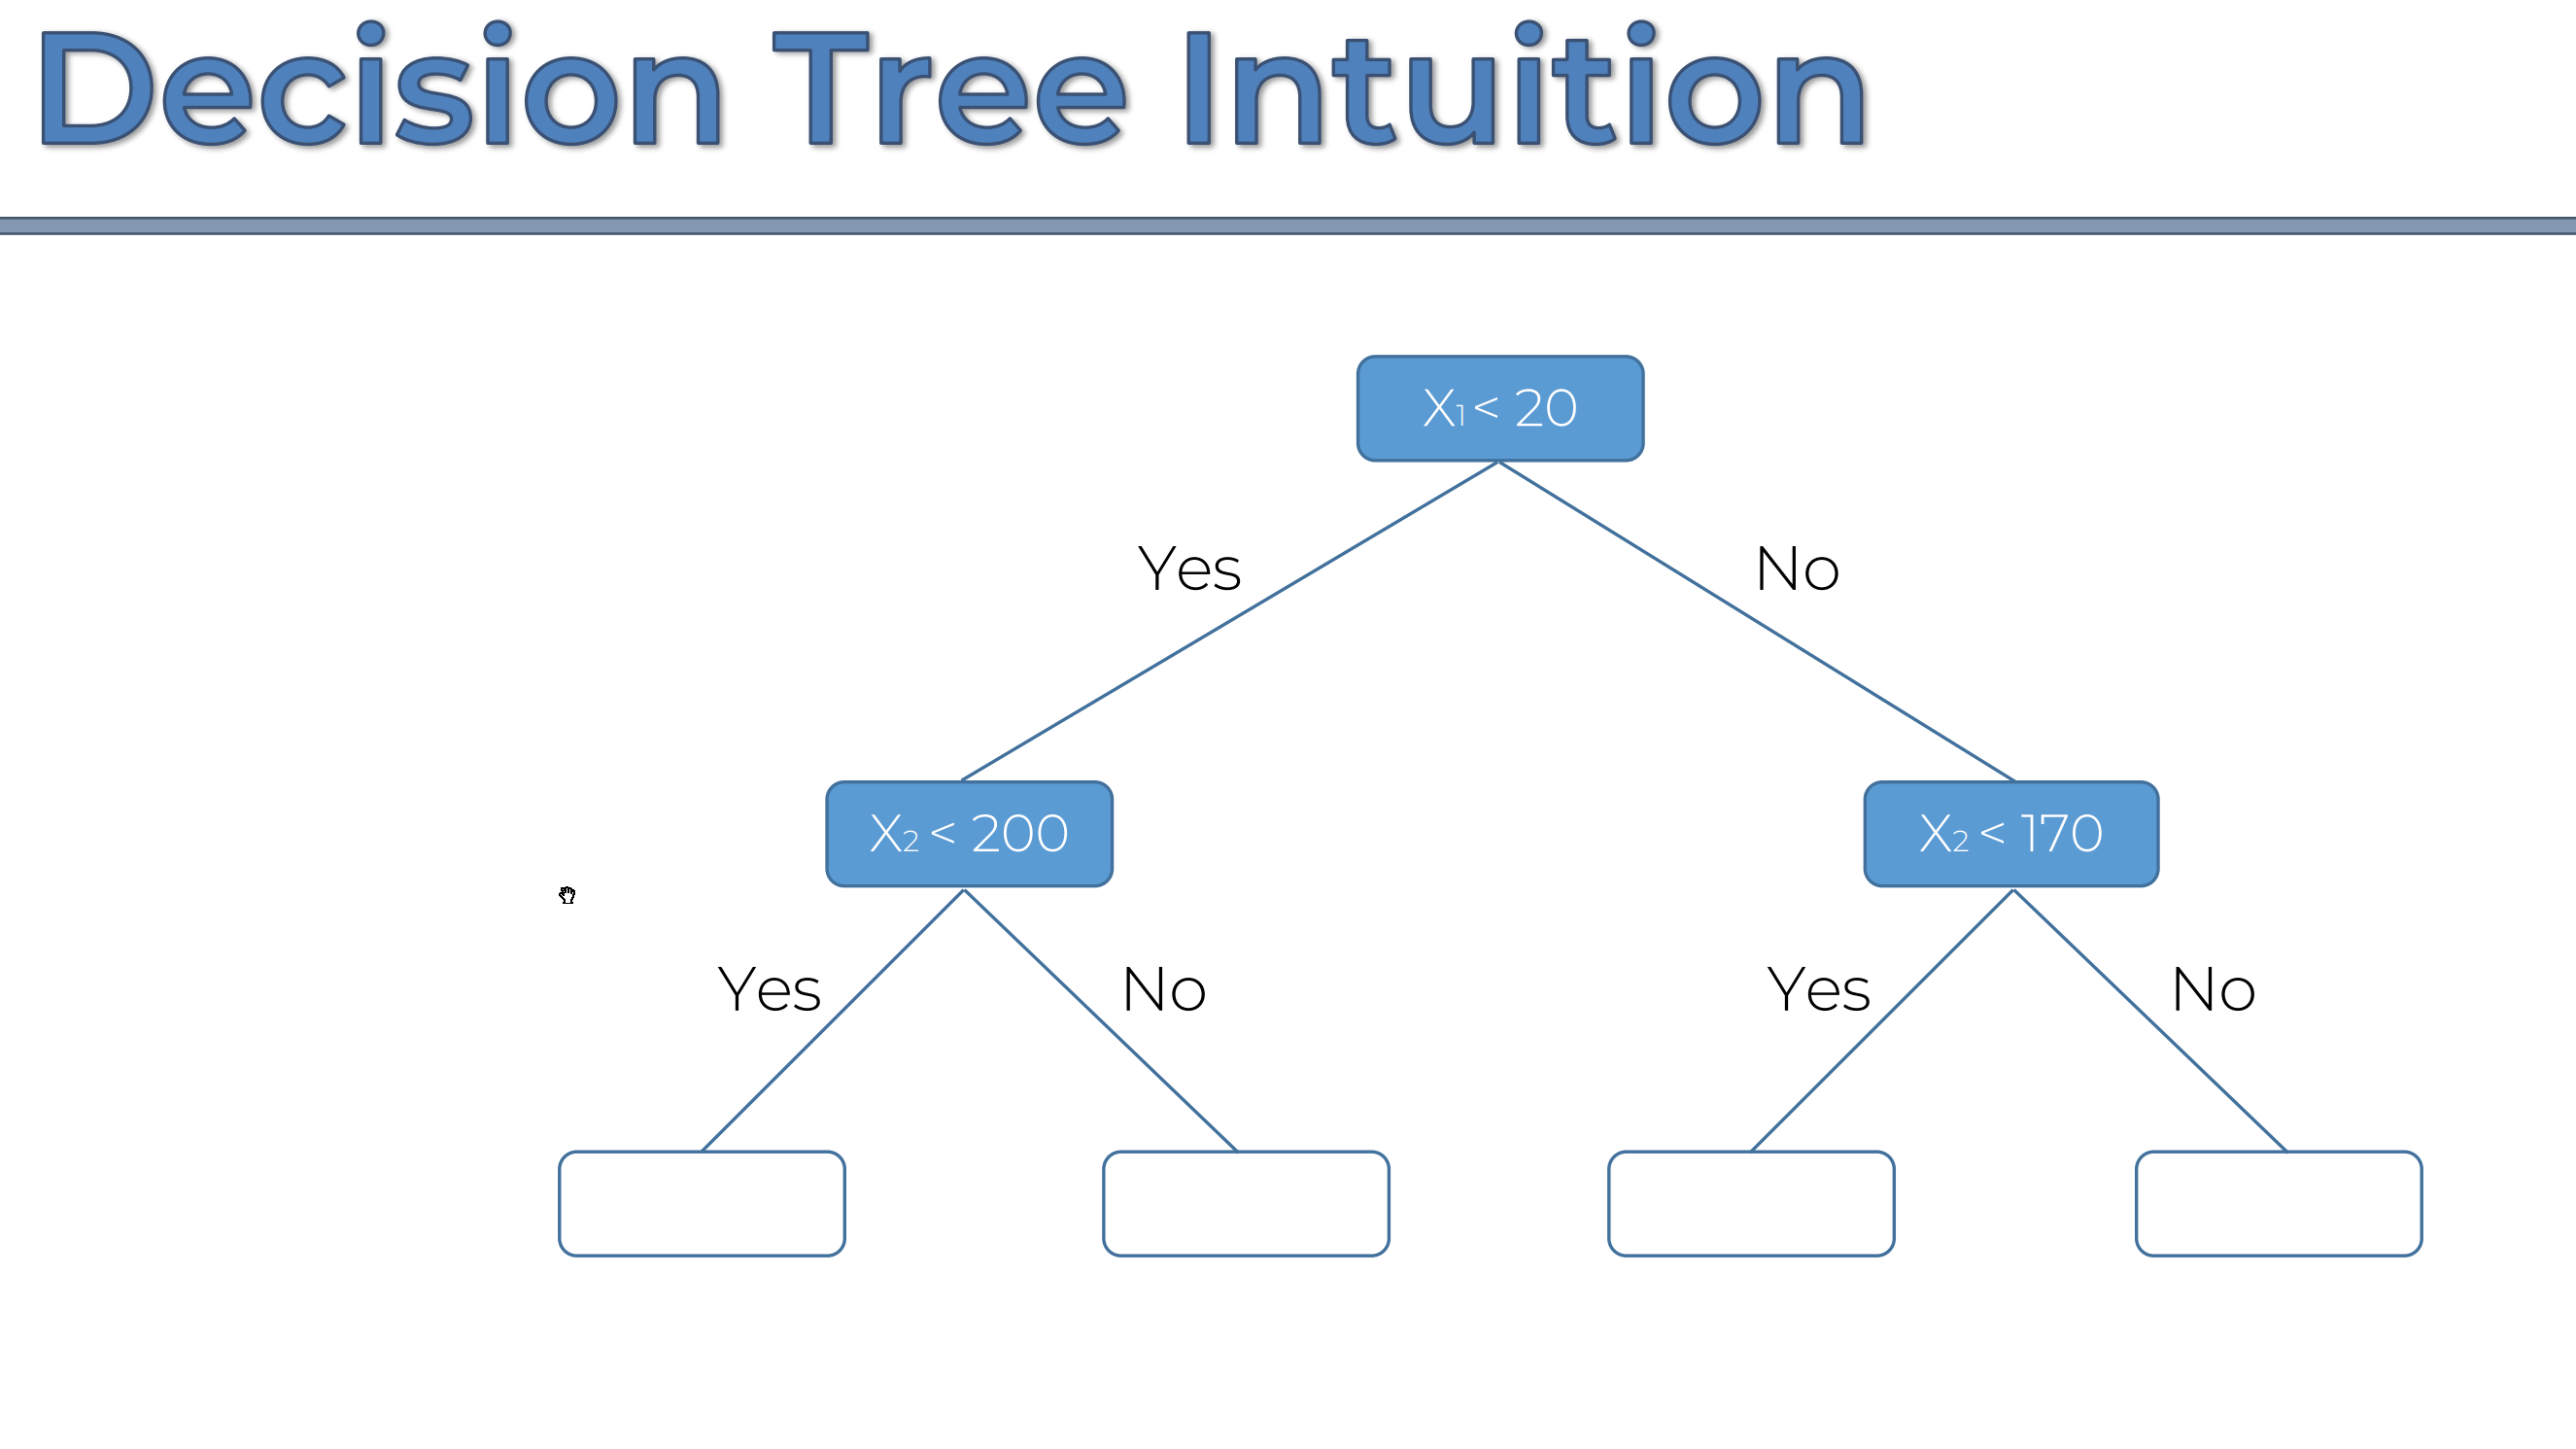 Decision Tree Intuition
X₁ < 20
Yes
No
X₂ < 200
X₂ < 170
Yes
No
Yes
No